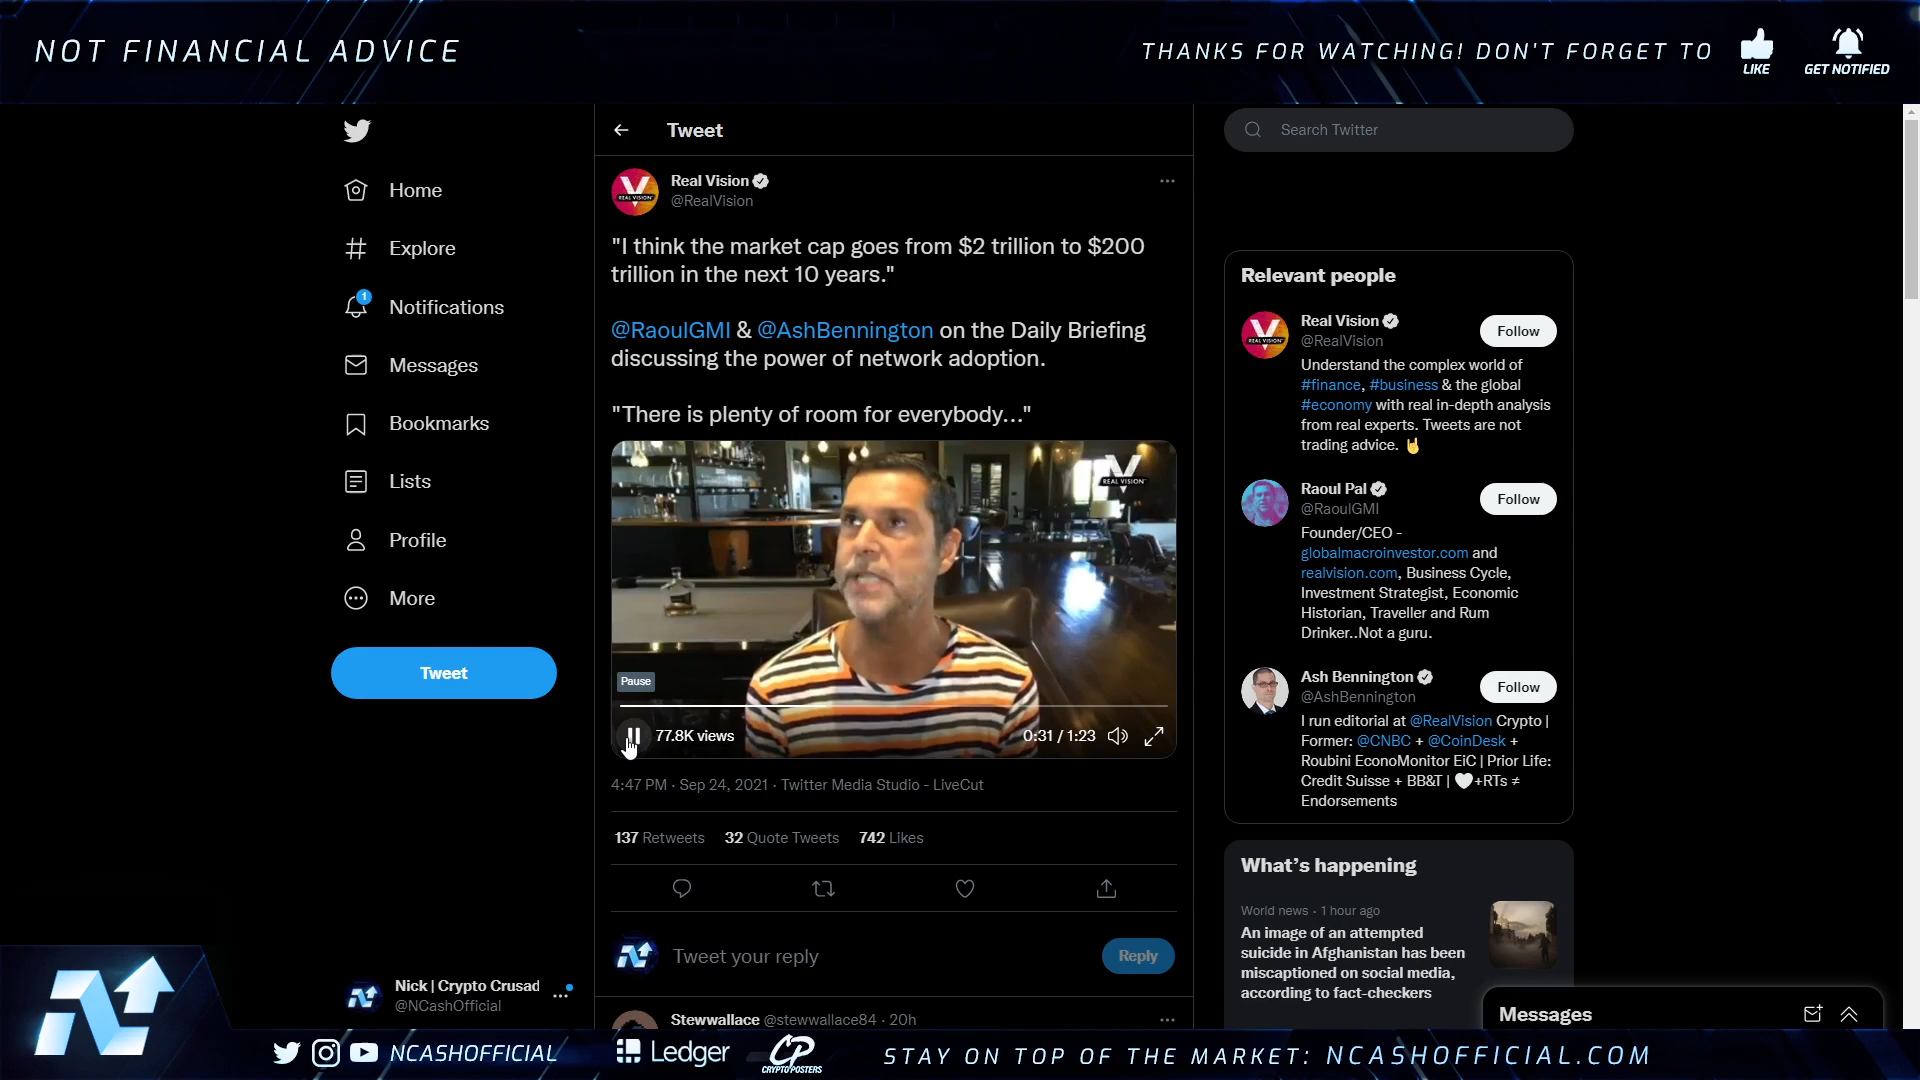 NOT FINANCIAL ADVICE
THANKS FOR WATCHING! DON'T FORGET TO
LIKE
GET NOTIFIED
Home
Explore
1
Notifications
Messages
Bookmarks
Lists
Profile
More
Tweet
Nick | Crypto Crusad
@NCashOfficial
Tweet
REAL VISION
Real Vision
@RealVision
"I think the market cap goes from $2 trillion to $200
trillion in the next 10 years."
@RaoulGMI & @AshBennington on the Daily Briefing
discussing the power of network adoption.
"There is plenty of room for everybody..."
REAL VISION
Pause
77.8K views
0:31 / 1:23
4:47 PM · Sep 24, 2021 · Twitter Media Studio - LiveCut
137 Retweets 32 Quote Tweets 742 Likes
Tweet your reply
Reply
Stewwallace @stewwallace84 · 20h
Search Twitter
Relevant people
REAL VISION
Real Vision
@RealVision
Follow
Understand the complex world of
#finance, #business & the global
#economy with real in-depth analysis
from real experts. Tweets are not
trading advice. 🤘
Raoul Pal
@RaoulGMI
Follow
Founder/CEO -
globalmacroinvestor.com and
realvision.com, Business Cycle,
Investment Strategist, Economic
Historian, Traveller and Rum
Drinker..Not a guru.
Ash Bennington
@AshBennington
Follow
I run editorial at @RealVision Crypto |
Former: @CNBC + @CoinDesk +
Roubini EconoMonitor EiC | Prior Life:
Credit Suisse + BB&T | 🤍+RTs ≠
Endorsements
What's happening
World news · 1 hour ago
An image of an attempted
suicide in Afghanistan has been
miscaptioned on social media,
according to fact-checkers
Messages
NCASHOFFICIAL
Ledger
CP
CRYPTOPOSTERS
STAY ON TOP OF THE MARKET: NCASHOFFICIAL.COM